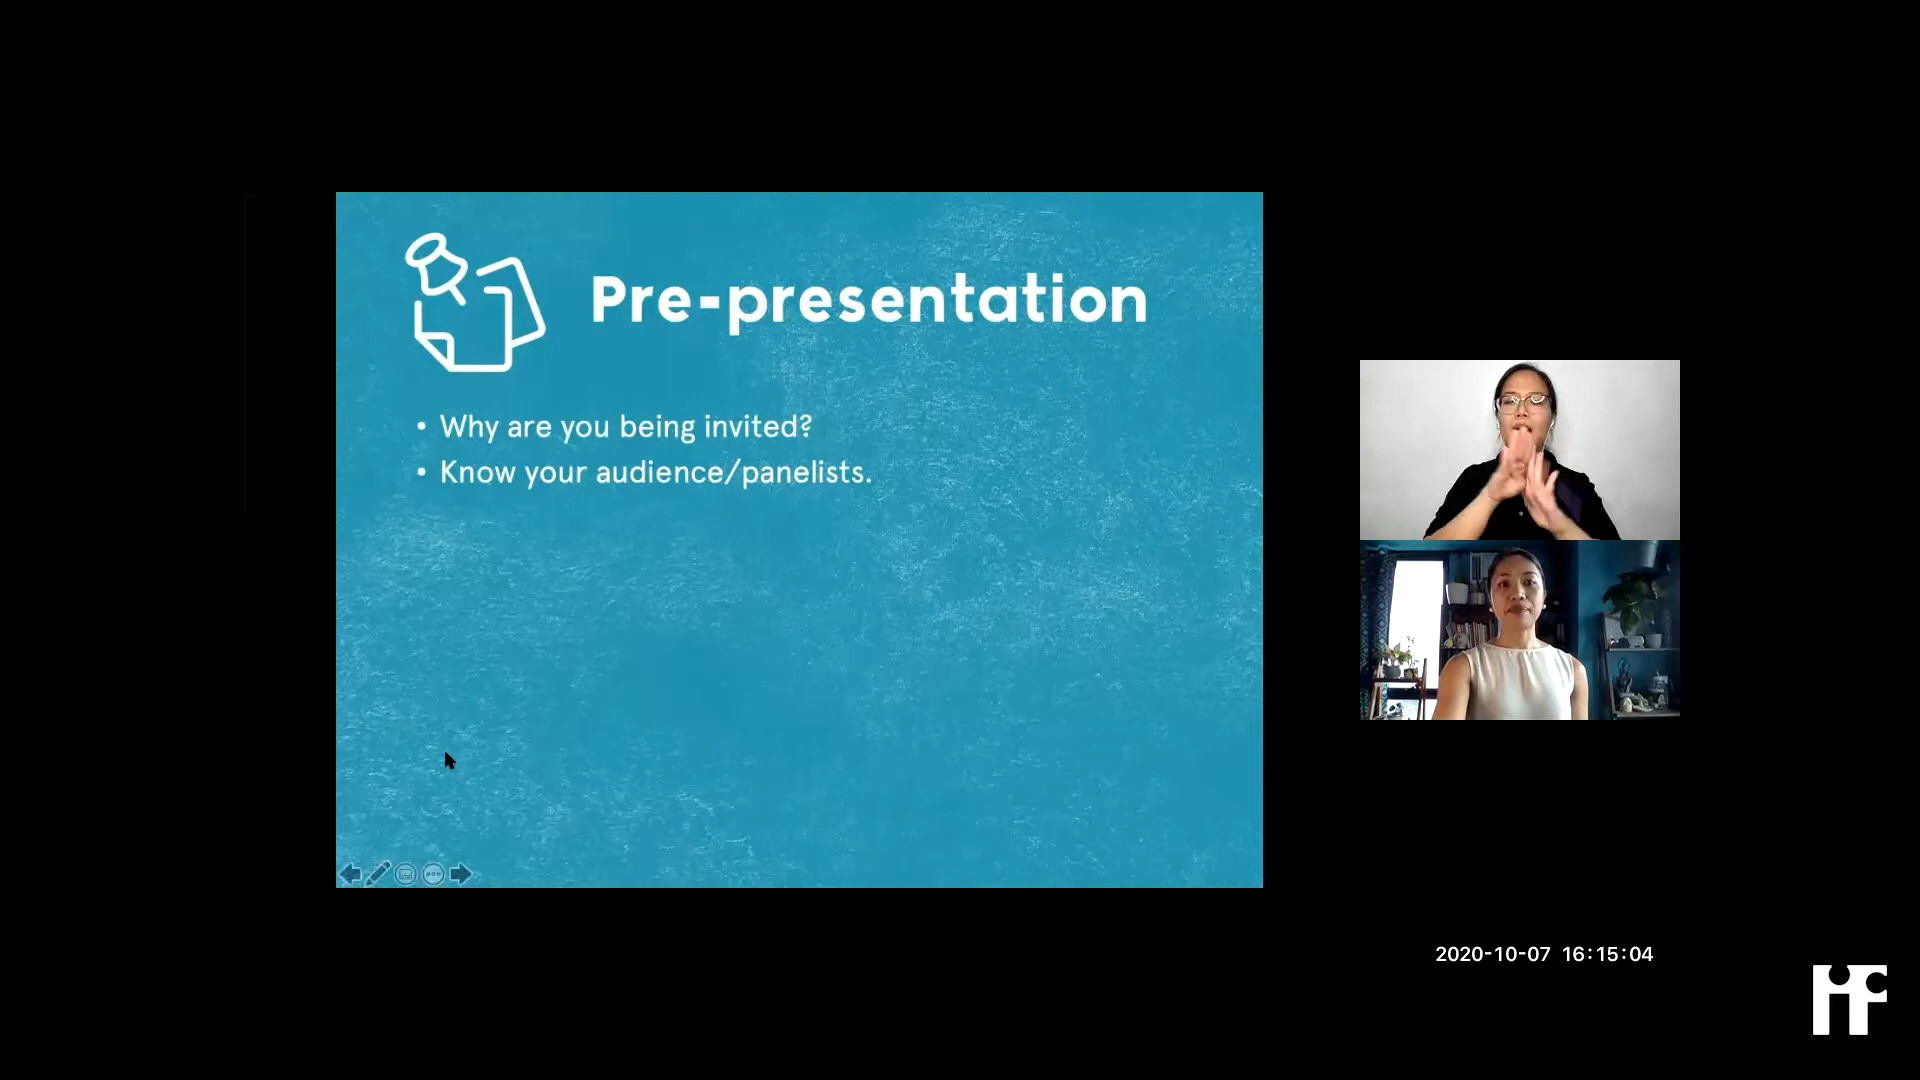 Pre-presentation
• Why are you being invited?
• Know your audience/panelists.
2020-10-07 16:15:04